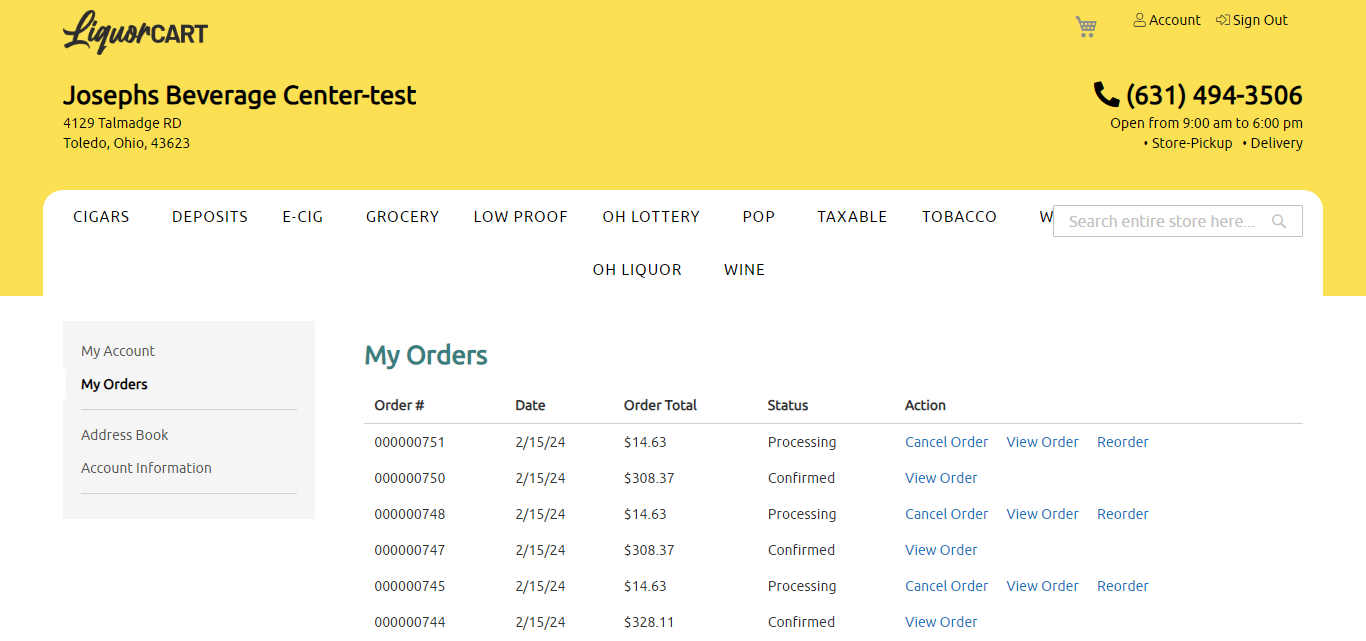 LiquorCART
Account Sign Out
Josephs Beverage Center-test
(631) 494-3506
4129 Talmadge RD
Open from 9:00 am to 6:00 pm
Toledo, Ohio, 43623
• Store-Pickup • Delivery
CIGARS DEPOSITS E-CIG GROCERY LOW PROOF OH LOTTERY POP TAXABLE TOBACCO
Search entire store here...
OH LIQUOR WINE
My Account
My Orders
Address Book
Account Information
My Orders
Order # Date Order Total Status Action
000000751 2/15/24 $14.63 Processing Cancel Order View Order Reorder
000000750 2/15/24 $308.37 Confirmed View Order
000000748 2/15/24 $14.63 Processing Cancel Order View Order Reorder
000000747 2/15/24 $308.37 Confirmed View Order
000000745 2/15/24 $14.63 Processing Cancel Order View Order Reorder
000000744 2/15/24 $328.11 Confirmed View Order